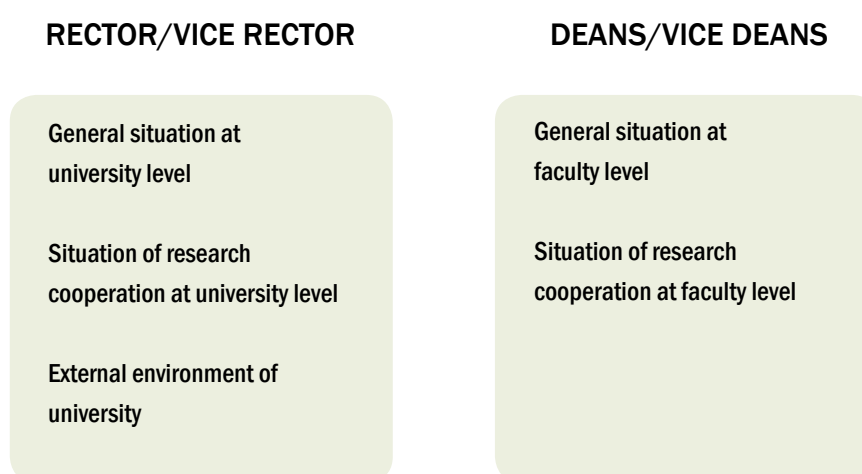 RECTOR/VICE RECTOR
General situation at
university level
Situation of research
cooperation at university level
External environment of
university
DEANS/VICE DEANS
General situation at
faculty level
Situation of research
cooperation at faculty level